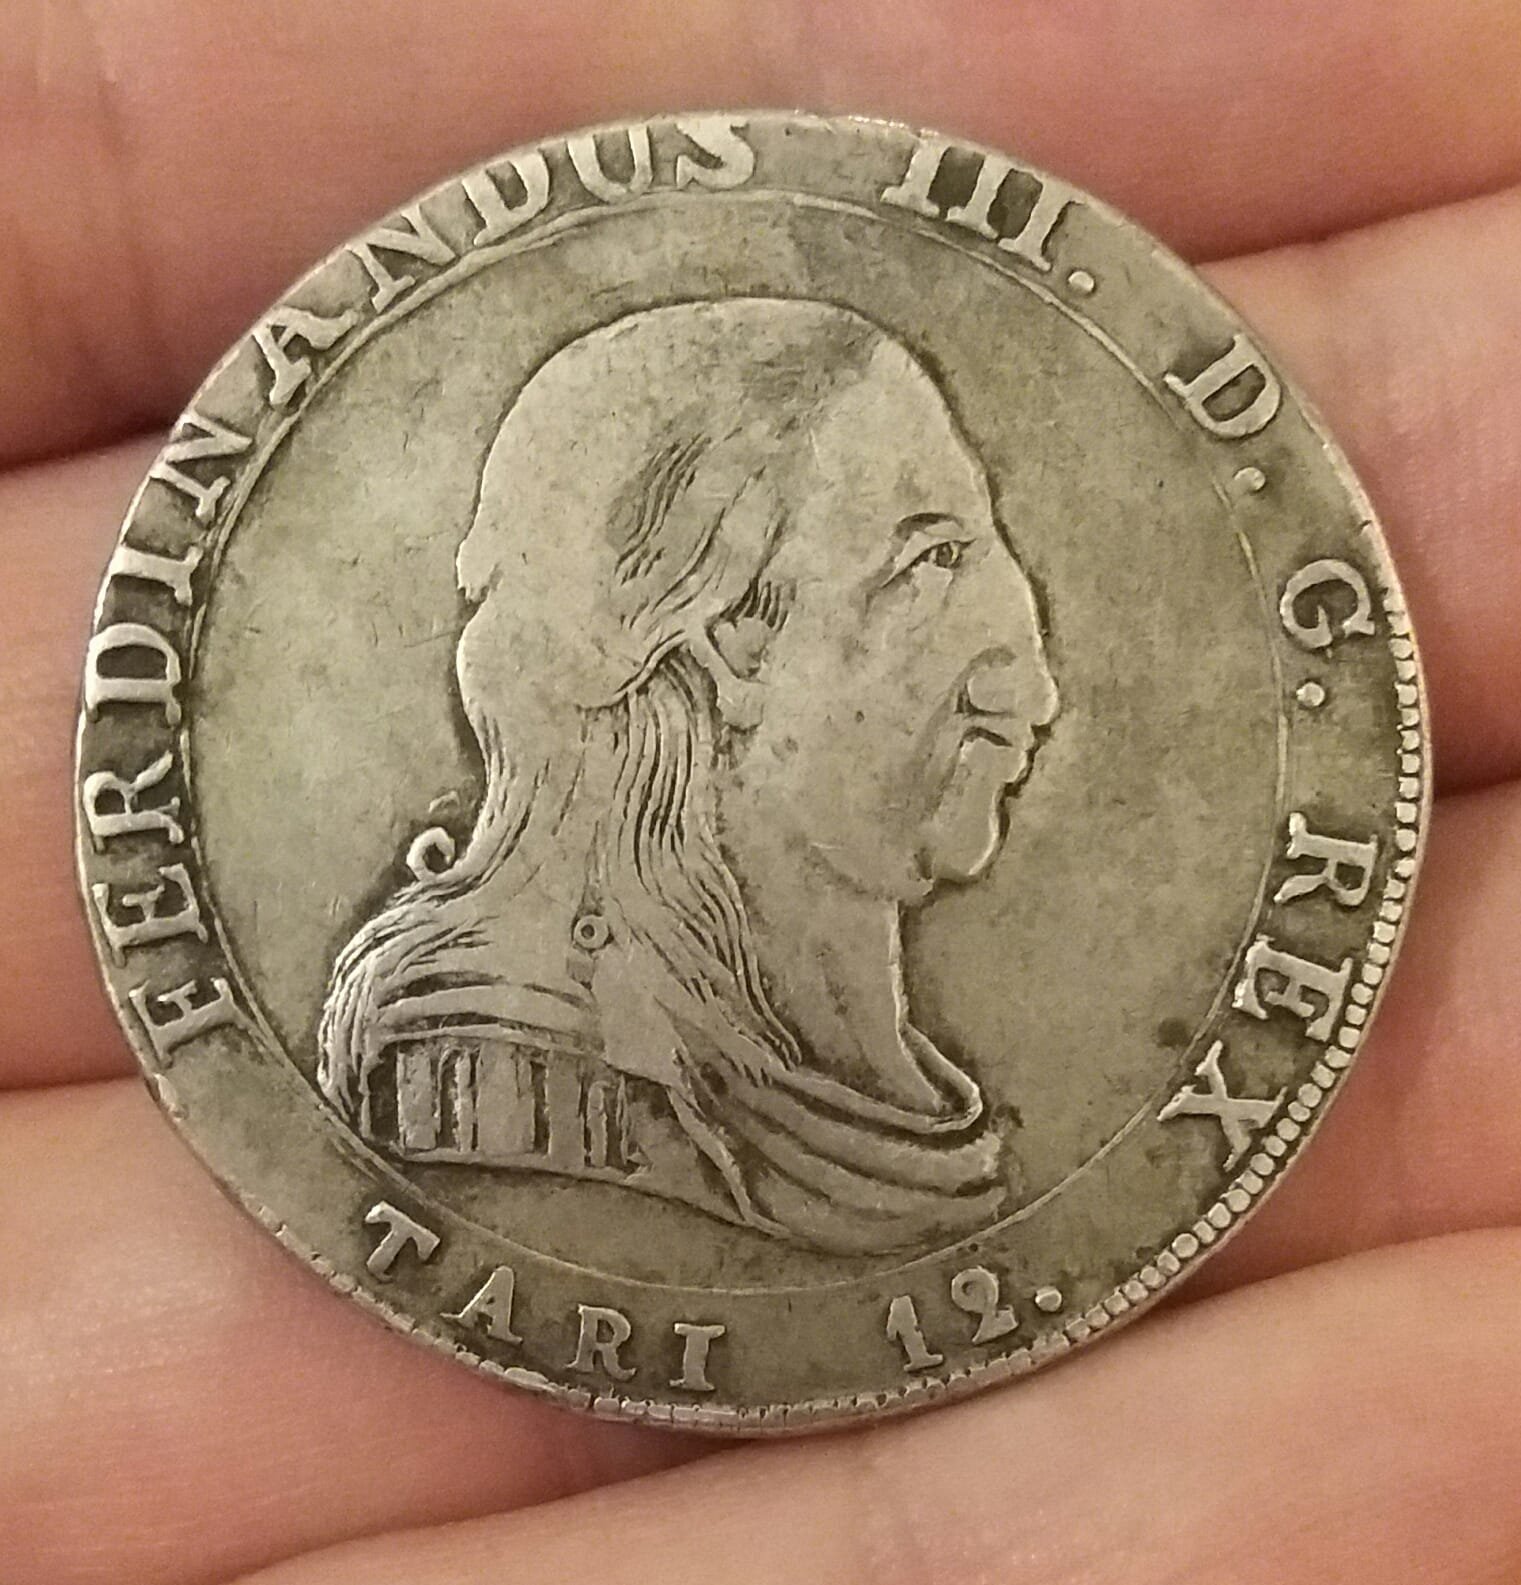 FERDINANDUS III. D. G. REX
TARI 12.